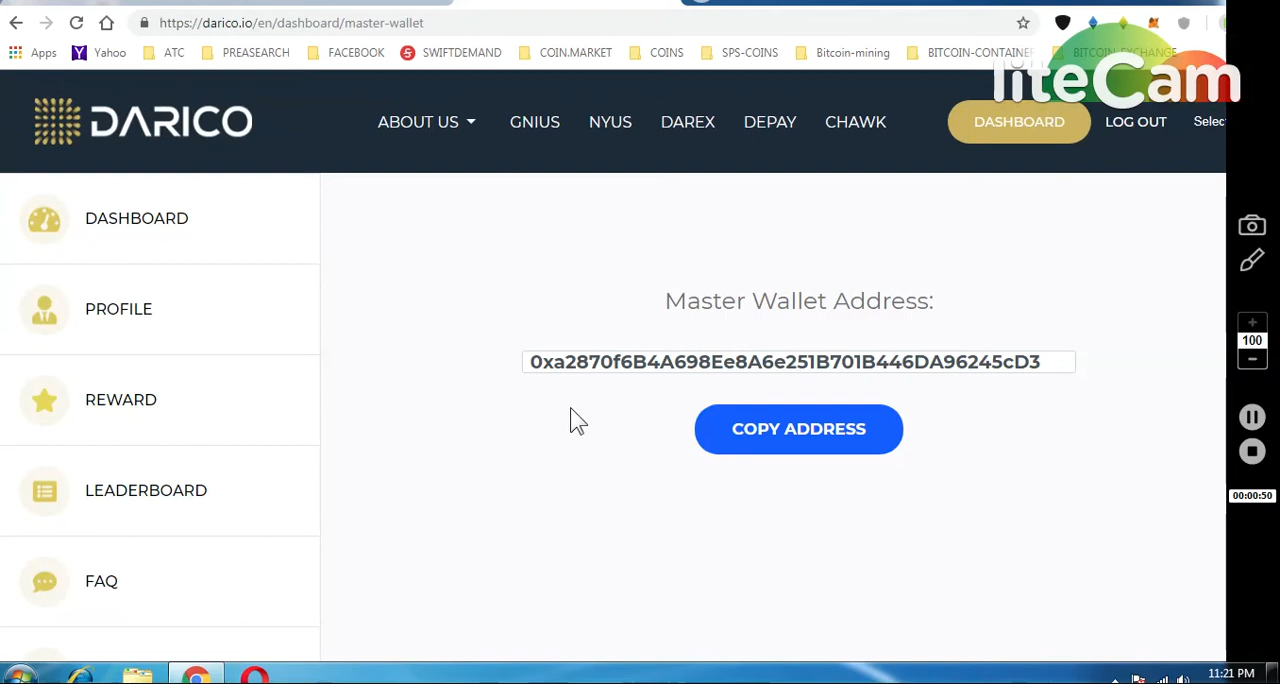 https://darico.io/en/dashboard/master-wallet
Apps Yahoo ATC PREASEARCH FACEBOOK SWIFTDEMAND COIN.MARKET COINS SPS-COINS Bitcoin-mining BITCOIN-CONTAINE BITCOIN-EXCHANGE
liteCam
DARICO ABOUT US GNIUS NYUS DAREX DEPAY CHAWK DASHBOARD LOG OUT Selec
DASHBOARD
PROFILE
REWARD
LEADERBOARD
FAQ
Master Wallet Address:
0xa2870f6B4A698Ee8A6e251B701B446DA96245cD3
COPY ADDRESS
100
00:00:50
11:21 PM